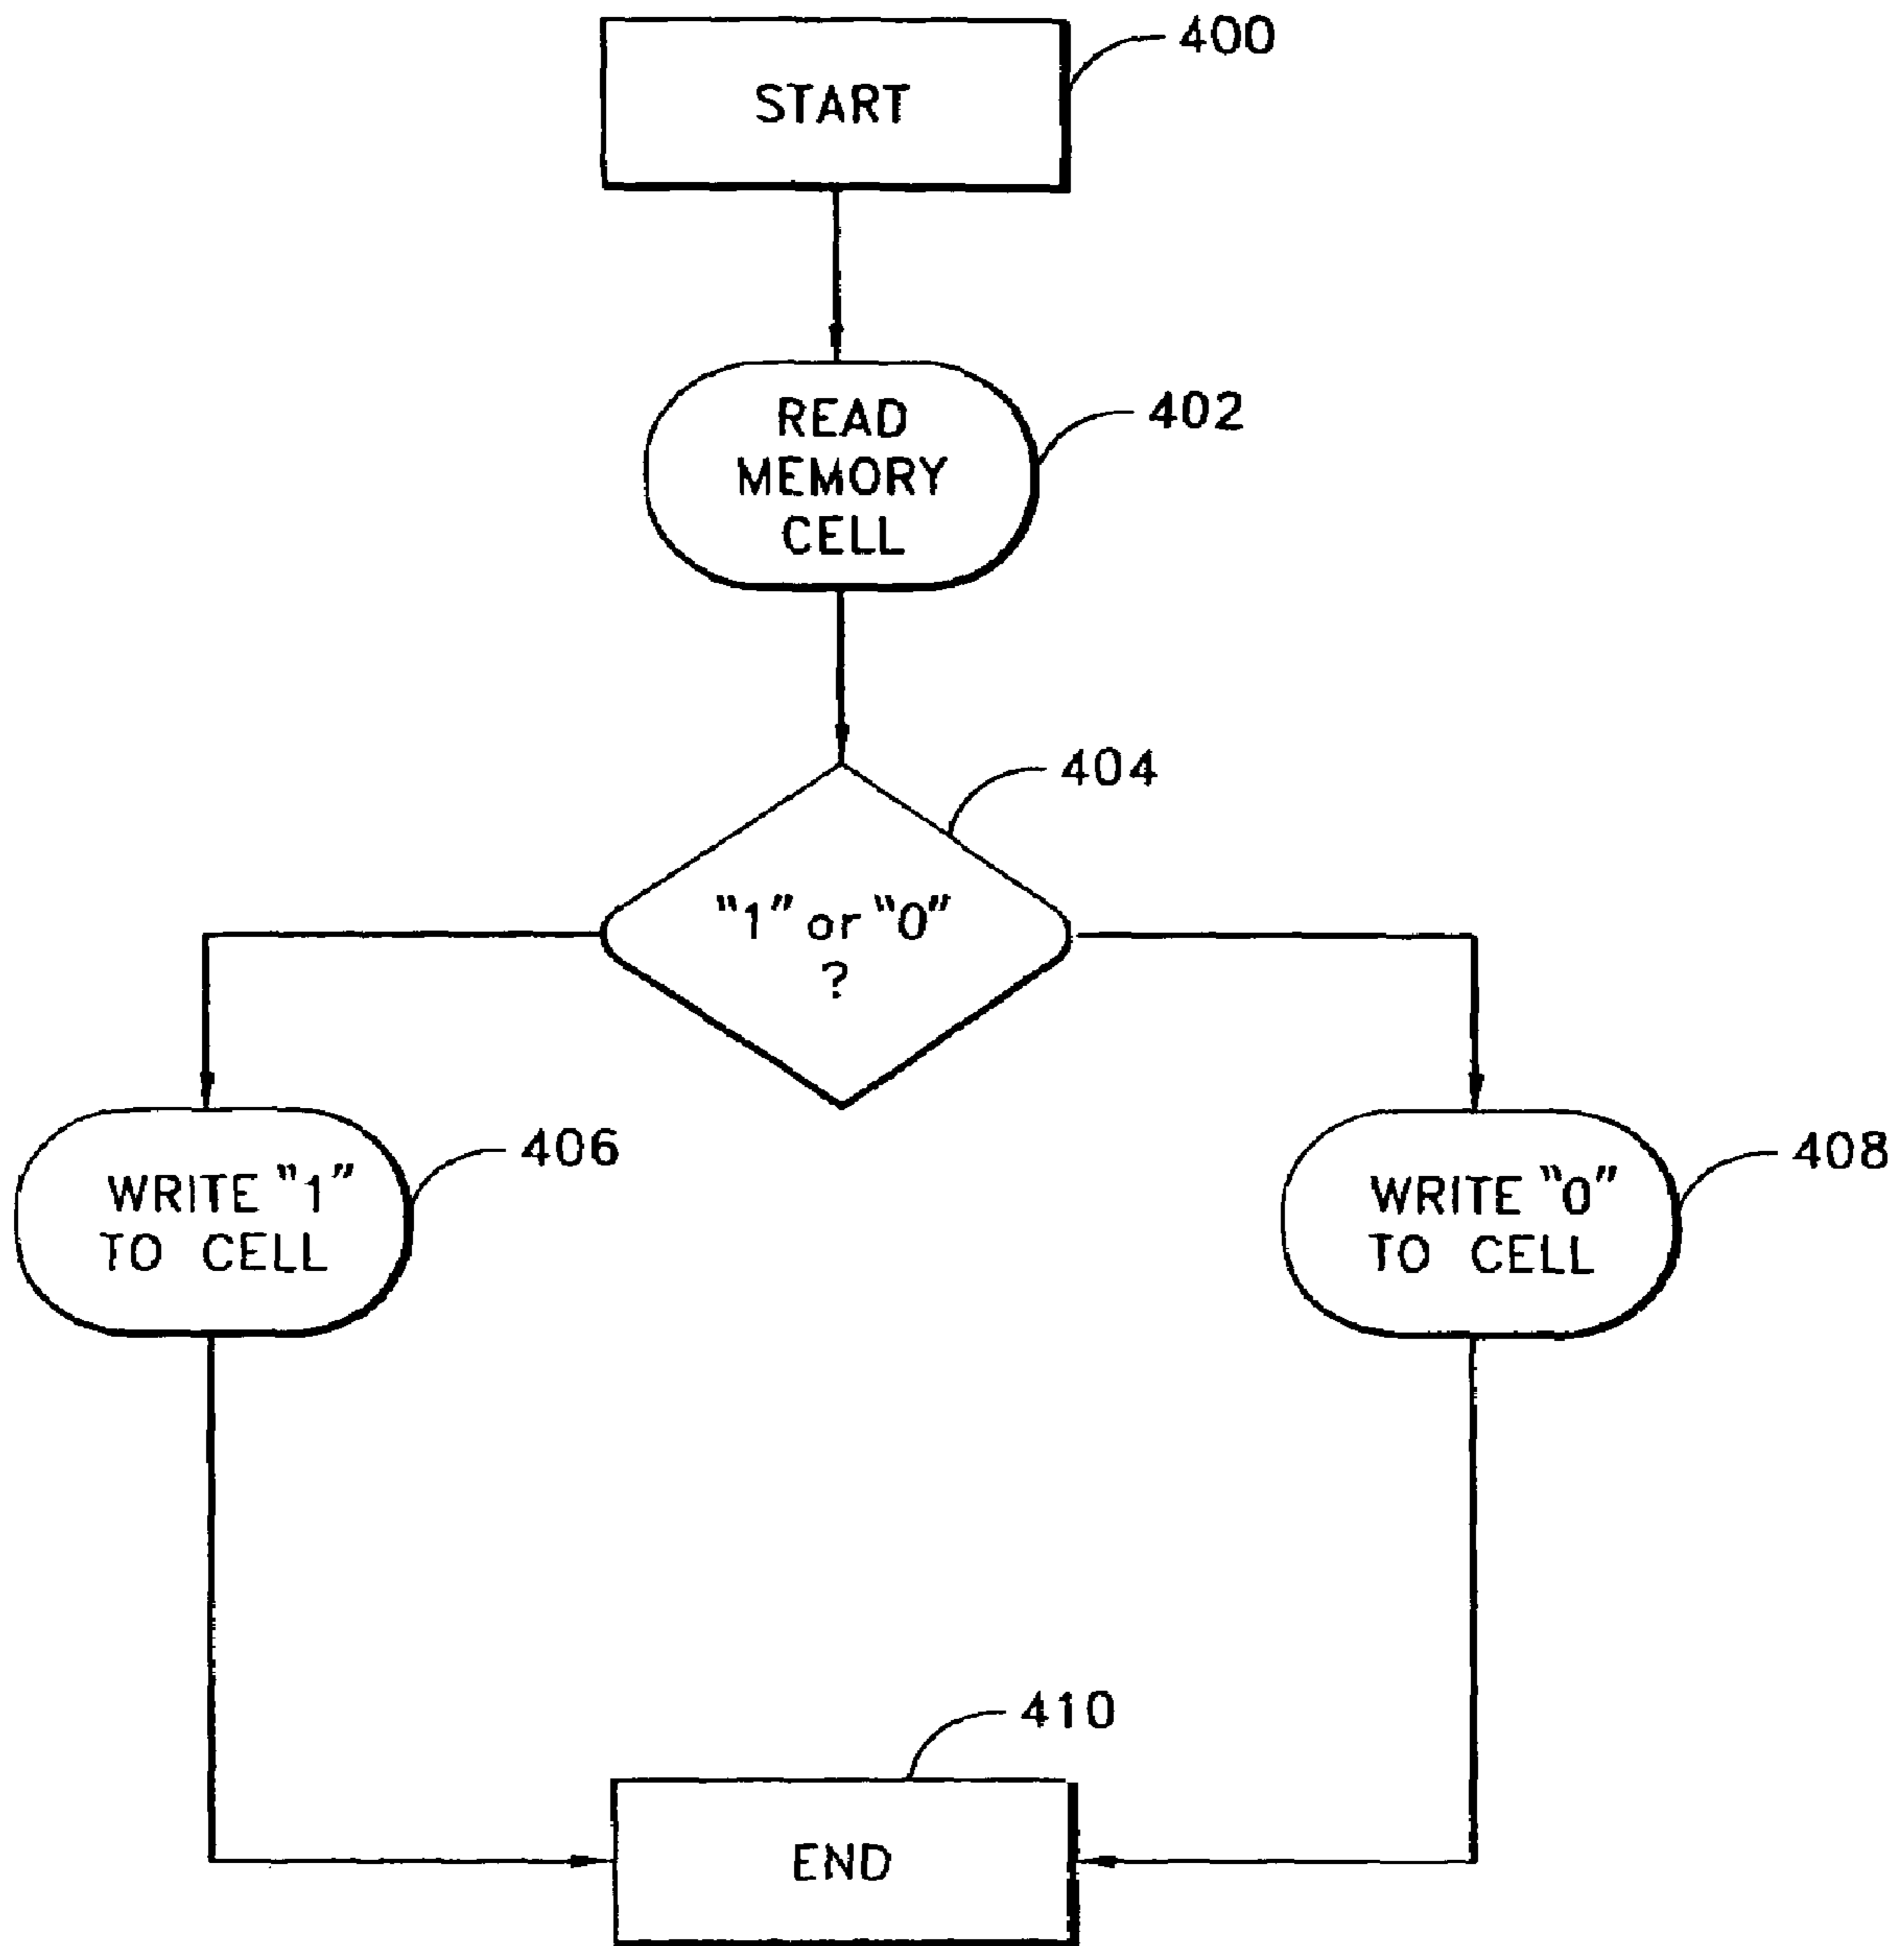 400
START
402
READ
MEMORY
CELL
404
"1" or "0"
?
406
WRITE "1"
TO CELL
408
WRITE "0"
TO CELL
410
END